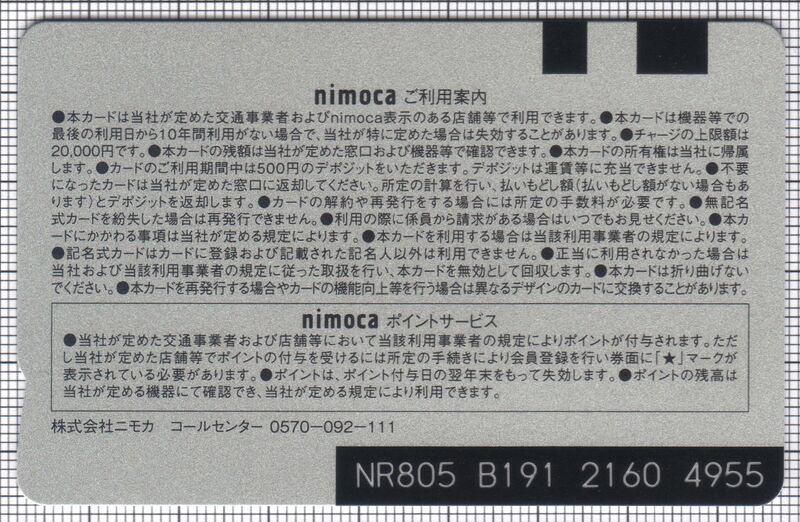 nimoca ご利用案内
●本カードは当社が定めた交通事業者およびnimoca表示のある店舗等で利用できます。●本カードは機器等での
最後の利用日から10年間利用がない場合で、当社が特に定めた場合は失効することがあります。●チャージの上限額は
20,000円です。●本カードの残額は当社が定めた窓口および機器等で確認できます。●本カードの所有権は当社に帰属
します。●カードのご利用期間中は500円のデポジットをいただきます。デポジットは運賃等に充当できません。●不要
になったカードは当社が定めた窓口に返却してください。所定の計算を行い、払いもどし額(払いもどし額がない場合もあ
ります)とデポジットを返却します。●カードの解約や再発行をする場合には所定の手数料が必要です。●無記名
式カードを紛失した場合は再発行できません。●利用の際に係員から請求がある場合はいつでもお見せください。●本カー
ドにかかわる事項は当社が定める規定によります。●本カードを利用する場合は当該利用事業者の規定によります。
●記名式カードはカードに登録および記載された記名人以外は利用できません。●正当に利用されなかった場合は
当社および当該利用事業者の規定に従った取扱を行い、本カードを無効として回収します。●本カードは折り曲げない
でください。●本カードを再発行する場合やカードの機能向上等を行う場合は異なるデザインのカードに交換することがあります。
nimoca ポイントサービス
●当社が定めた交通事業者および店舗等において当該利用事業者の規定によりポイントが付与されます。ただ
し当社が定めた店舗等でポイントの付与を受けるには所定の手続きにより会員登録を行い券面に「★」マークが
表示されている必要があります。●ポイントは、ポイント付与日の翌年末をもって失効します。●ポイントの残高は
当社が定める機器にて確認でき、当社が定める規定により利用できます。
株式会社ニモカ コールセンター 0570-092-111
NR805 B191 2160 4955